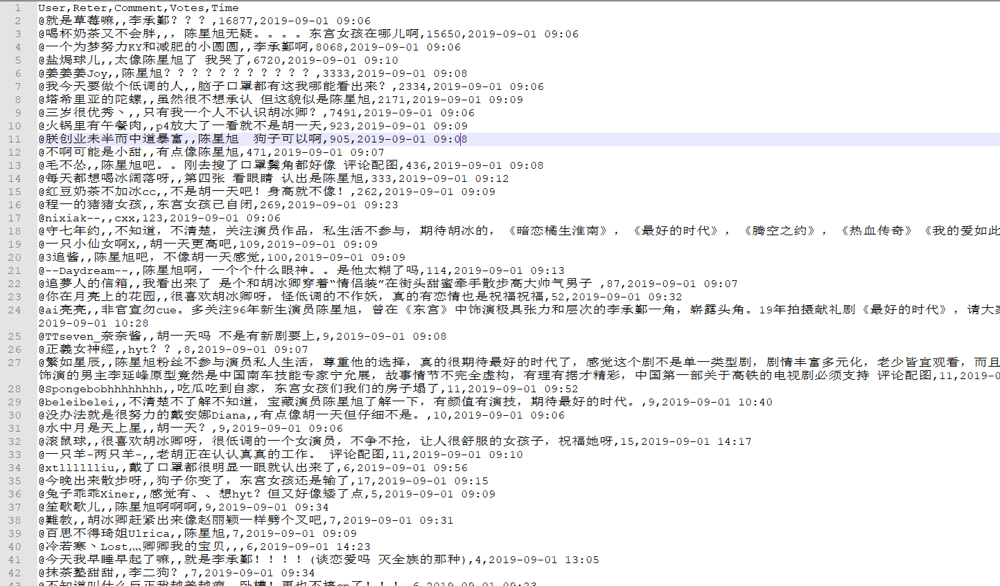 1 User,Reter,Comment,Votes,Time
2 @就是草莓嘛,,李承鄞？？？,16877,2019-09-01 09:06
3 @喝杯奶茶又不会胖,,，陈星旭无疑。。。。东宫女孩在哪儿啊,15650,2019-09-01 09:06
4 @一个为梦努力KY和减肥的小圆圆,,李承鄞啊,8068,2019-09-01 09:06
5 @盐焗球儿,,太像陈星旭了 我哭了,6720,2019-09-01 09:10
6 @姜姜姜Joy,,陈星旭？？？？？？？？？？？,3333,2019-09-01 09:08
7 @我今天要做个低调的人,,脑子口罩都有这我哪能看出来？,2334,2019-09-01 09:06
8 @塔希里亚的陀螺,,虽然很不想承认 但这貌似是陈星旭,2171,2019-09-01 09:09
9 @三岁很优秀丶,,只有我一个人不认识胡冰卿？,7491,2019-09-01 09:06
10 @火锅里有午餐肉,,p4放大了一看就不是胡一天,923,2019-09-01 09:09
11 @朕创业未半而中道暴富,,陈星旭  狗子可以啊,905,2019-09-01 09:08
12 @不啊可能是小甜,,有点像陈星旭,471,2019-09-01 09:07
13 @毛不怂,,陈星旭吧。。刚去搜了口罩鬓角都好像 评论配图,436,2019-09-01 09:08
14 @每天都想喝冰阔落呀,,第四张 看眼睛 认出是陈星旭,333,2019-09-01 09:12
15 @红豆奶茶不加冰cc,,不是胡一天吧！身高就不像！,262,2019-09-01 09:09
16 @程一的猪猪女孩,,东宫女孩已自闭,269,2019-09-01 09:23
17 @nixiak--,,cxx,123,2019-09-01 09:06
18 @守七年约,,不知道，不清楚，关注演员作品，私生活不参与，期待胡冰的，《暗恋橘生淮南》，《最好的时代》，《腾空之约》，《热血传奇》《我的爱如此
19 @一只小仙女啊X,,胡一天更高吧,109,2019-09-01 09:09
20 @3追酱,,陈星旭吧，不像胡一天感觉,100,2019-09-01 09:09
21 @--Daydream--,,陈星旭啊，一个个什么眼神。。是他太糊了吗,114,2019-09-01 09:13
22 @追夢人的信箱,,我看出来了 是个和胡冰卿穿着“情侣装”在街头甜蜜牵手散步高大帅气男子 ,87,2019-09-01 09:07
23 @你在月亮上的花园,,很喜欢胡冰卿呀，怪低调的不作妖，真的有恋情也是祝福祝福,52,2019-09-01 09:32
24 @ai亮亮,,非官宣勿cue。多关注96年新生演员陈星旭，曾在《东宫》中饰演极具张力和层次的李承鄞一角，崭露头角。19年拍摄献礼剧《最好的时代》，请大家
2019-09-01 10:28
25 @TTseven_奈奈酱,,胡一天吗 不是有新剧要上,9,2019-09-01 09:08
26 @正義女神經,,hyt？？,8,2019-09-01 09:07
27 @繁如星辰,,陈星旭粉丝不参与演员私人生活，尊重他的选择，真的很期待最好的时代了，感觉这个剧不是单一类型剧，剧情丰富多元化，老少皆宜观看，而且
饰演的男主李延峰原型竟然是中国南车技能专家宁允展，故事情节不完全虚构，有理有据才精彩，中国第一部关于高铁的电视剧必须支持 评论配图,11,2019-0
28 @Spongebobhhhhhhhh,,吃瓜吃到自家，东宫女孩们我们的房子塌了,11,2019-09-01 09:52
29 @beleibelei,,不清楚不了解不知道，宝藏演员陈星旭了解一下，有颜值有演技，期待最好的时代。,9,2019-09-01 10:40
30 @没办法就是很努力的戴安娜Diana,,有点像胡一天但仔细不是。,10,2019-09-01 09:06
31 @水中月是天上星,,胡一天？,9,2019-09-01 09:06
32 @滚鼠球,,很喜欢胡冰卿呀，很低调的一个女演员，不争不抢，让人很舒服的女孩子，祝福她呀,15,2019-09-01 14:17
33 @一只羊-两只羊-,,老胡正在认认真真的工作。 评论配图,11,2019-09-01 09:10
34 @xtlllllliu,,戴了口罩都很明显一眼就认出来了,6,2019-09-01 09:56
35 @今晚出来散步呀,,狗子你变了，东宫女孩还是输了,17,2019-09-01 09:15
36 @兔子乖乖Xiner,,感觉有、、想hyt？但又好像矮了点,5,2019-09-01 09:09
37 @笙歌歌儿,,陈星旭啊啊啊,9,2019-09-01 09:34
38 @難教,,胡冰卿赶紧出来像赵丽颖一样劈个叉吧,7,2019-09-01 09:31
39 @百思不得琦姐Ulrica,,陈星旭,7,2019-09-01 09:09
40 @冷若寒丶Lost灬卿卿我的宝贝,,,6,2019-09-01 14:23
41 @今天我早睡早起了嘛,,就是李承鄞！！！！(谈恋爱吗 灭全族的那种),4,2019-09-01 13:05
42 @抹茶塾甜甜,,李二狗？,7,2019-09-01 09:34